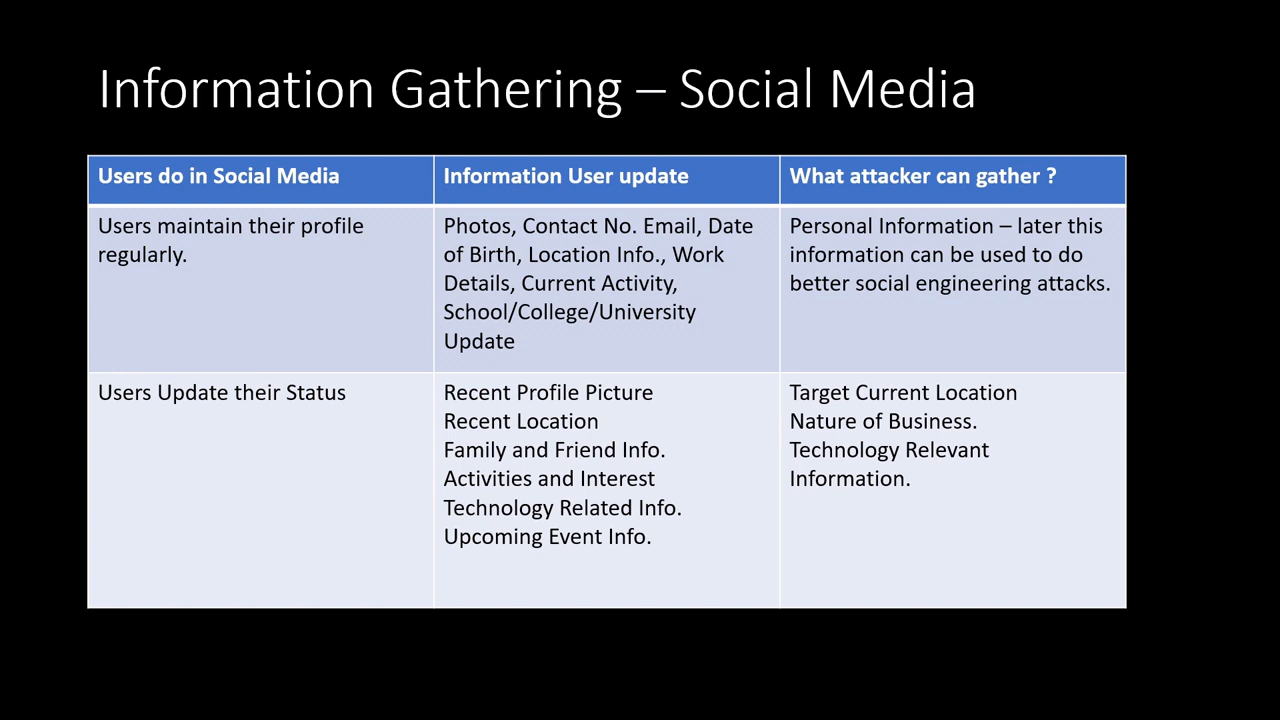 Information Gathering – Social Media
Users do in Social Media
Information User update
What attacker can gather ?
Users maintain their profile
regularly.
Photos, Contact No. Email, Date
of Birth, Location Info., Work
Details, Current Activity,
School/College/University
Update
Personal Information – later this
information can be used to do
better social engineering attacks.
Users Update their Status
Recent Profile Picture
Recent Location
Family and Friend Info.
Activities and Interest
Technology Related Info.
Upcoming Event Info.
Target Current Location
Nature of Business.
Technology Relevant
Information.